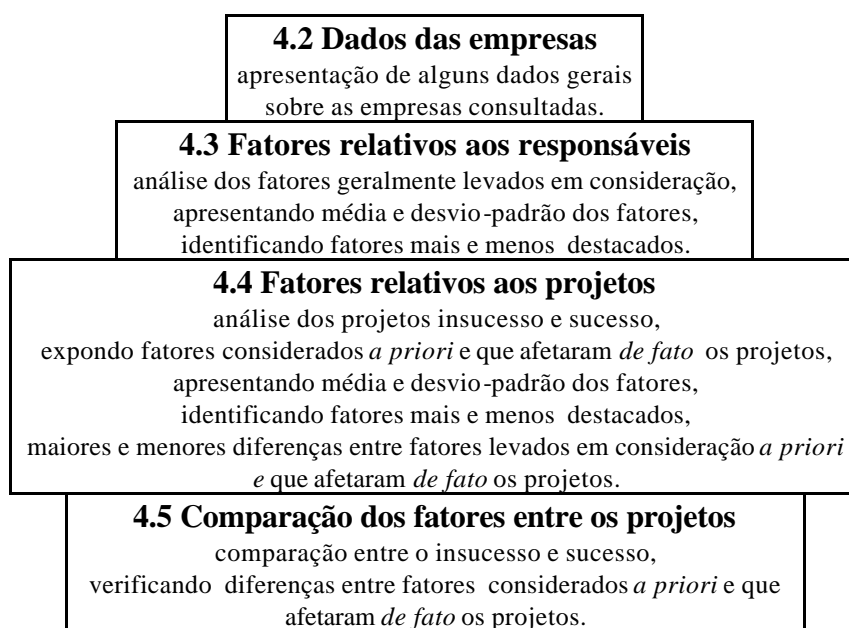 4.2 Dados das empresas
apresentação de alguns dados gerais
sobre as empresas consultadas.
4.3 Fatores relativos aos responsáveis
análise dos fatores geralmente levados em consideração,
apresentando média e desvio-padrão dos fatores,
identificando fatores mais e menos destacados.
4.4 Fatores relativos aos projetos
análise dos projetos insucesso e sucesso,
expondo fatores considerados a priori e que afetaram de fato os projetos,
apresentando média e desvio-padrão dos fatores,
identificando fatores mais e menos destacados,
maiores e menores diferenças entre fatores levados em consideração a priori
e que afetaram de fato os projetos.
4.5 Comparação dos fatores entre os projetos
comparação entre o insucesso e sucesso,
verificando diferenças entre fatores considerados a priori e que
afetaram de fato os projetos.